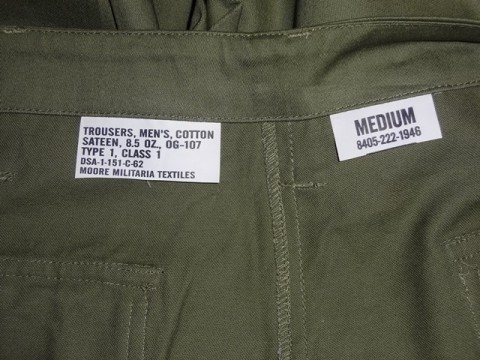 TROUSERS, MEN'S, COTTON
SATEEN, 8.5 OZ., OG-107
TYPE 1, CLASS 1
DSA-1-151-C-62
MOORE MILITARIA TEXTILES
MEDIUM
8405-222-1946